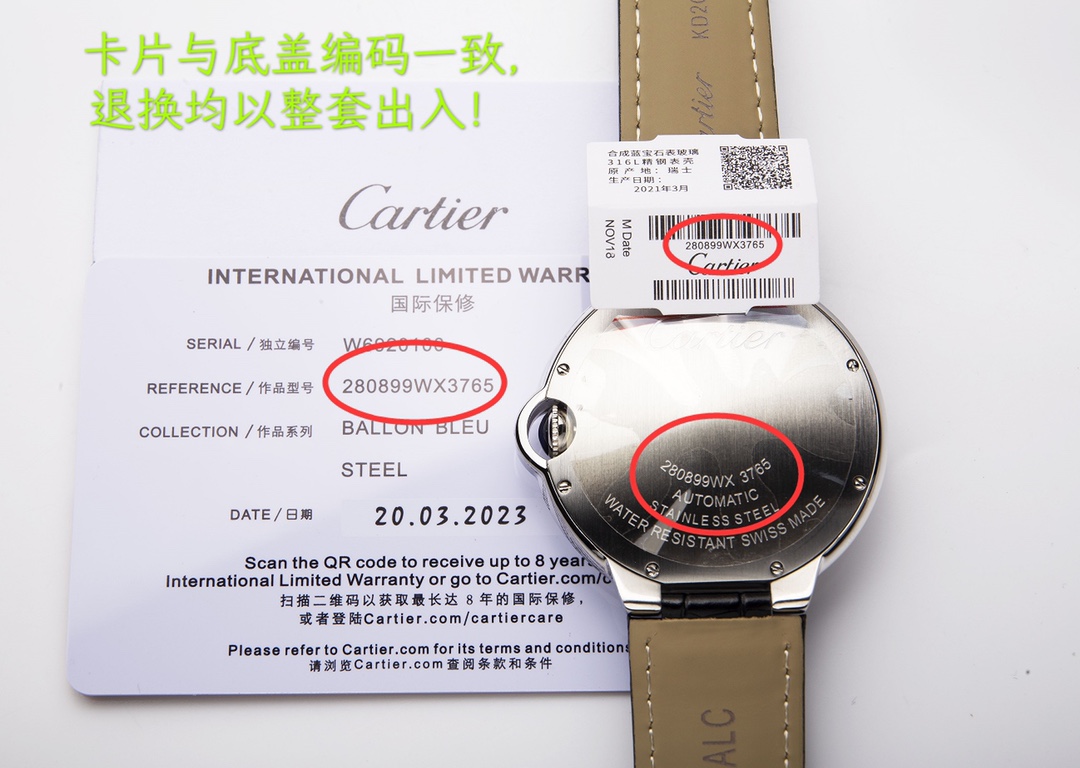 卡片与底盖编码一致,
退换均以整套出入!
Cartier
INTERNATIONAL LIMITED WARR
国际保修
SERIAL / 独立编号 W6920100
REFERENCE / 作品型号 280899WX3765
COLLECTION / 作品系列 BALLON BLEU
STEEL
DATE / 日期 20.03.2023
Scan the QR code to receive up to 8 years
International Limited Warranty or go to Cartier.com/c
扫描二维码以获取最长达 8 年的国际保修，
或者登陆Cartier.com/cartiercare
Please refer to Cartier.com for its terms and conditions
请浏览Cartier.com 查阅条款和条件
KD20
rtier
合成蓝宝石表玻璃
316L精钢表壳
原产地：瑞士
生产日期：
2021年3月
M Date
NOV18
280899WX3765
Cartier
Cartier
280899WX 3765
AUTOMATIC
STAINLESS STEEL
WATER RESISTANT SWISS MADE
ALC